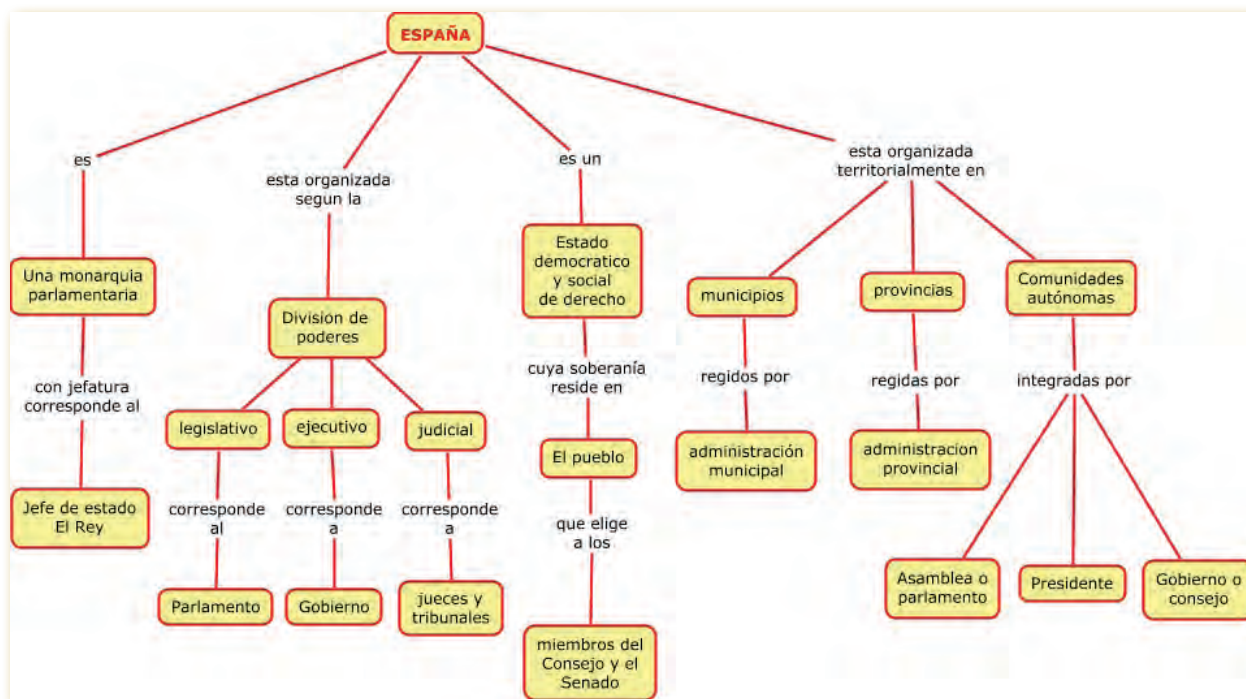 ESPAÑA
es
Una monarquia
parlamentaria
con jefatura
corresponde al
Jefe de estado
El Rey
esta organizada
segun la
Division de
poderes
legislativo
corresponde
al
Parlamento
ejecutivo
corresponde
a
Gobierno
judicial
corresponde
a
jueces y
tribunales
es un
Estado
democratico
y social
de derecho
cuya soberanía
reside en
El pueblo
que elige
a los
miembros del
Consejo y el
Senado
esta organizada
territorialmente en
municipios
regidos por
administración
municipal
provincias
regidas por
administracion
provincial
Comunidades
autónomas
integradas por
Asamblea o
parlamento
Presidente
Gobierno o
consejo